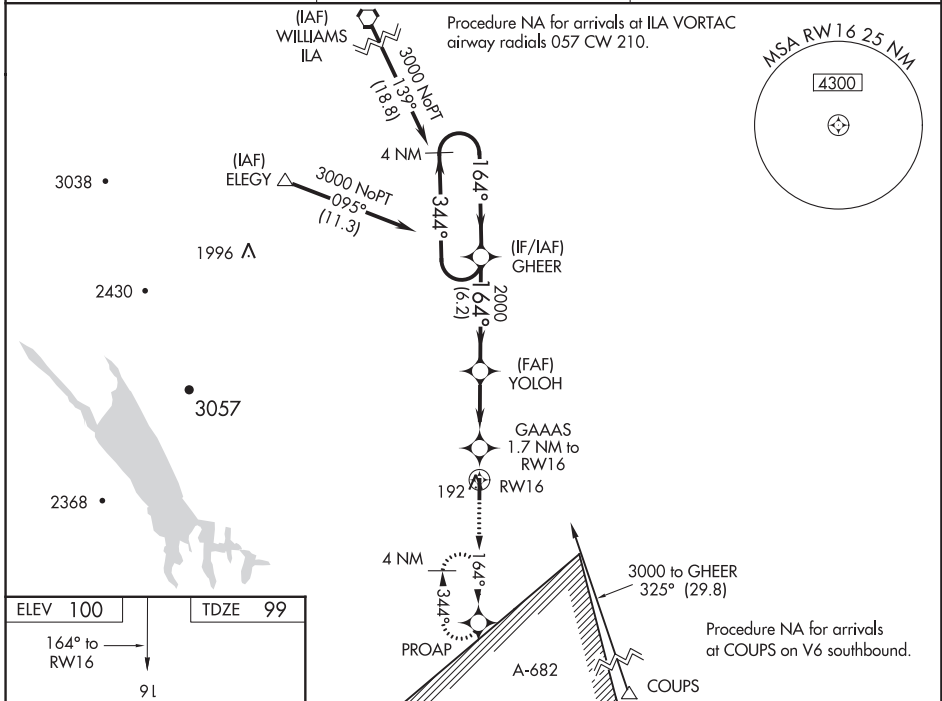 (IAF)
WILLIAMS
ILA
Procedure NA for arrivals at ILA VORTAC
airway radials 057 CW 210.
MSA RW16 25 NM
4300
3000 NoPT
139°
(18.8)
4 NM
(IAF)
ELEGY
3000 NoPT
095°
(11.3)
3038
164°
344°
1996
(IF/IAF)
GHEER
2430
2000
164°
(6.2)
(FAF)
YOLOH
3057
GAAAS
1.7 NM to
RW16
192
RW16
2368
4 NM
164°
344°
PROAP
3000 to GHEER
325° (29.8)
Procedure NA for arrivals
at COUPS on V6 southbound.
A-682
COUPS
ELEV 100
TDZE 99
164° to
RW16
16